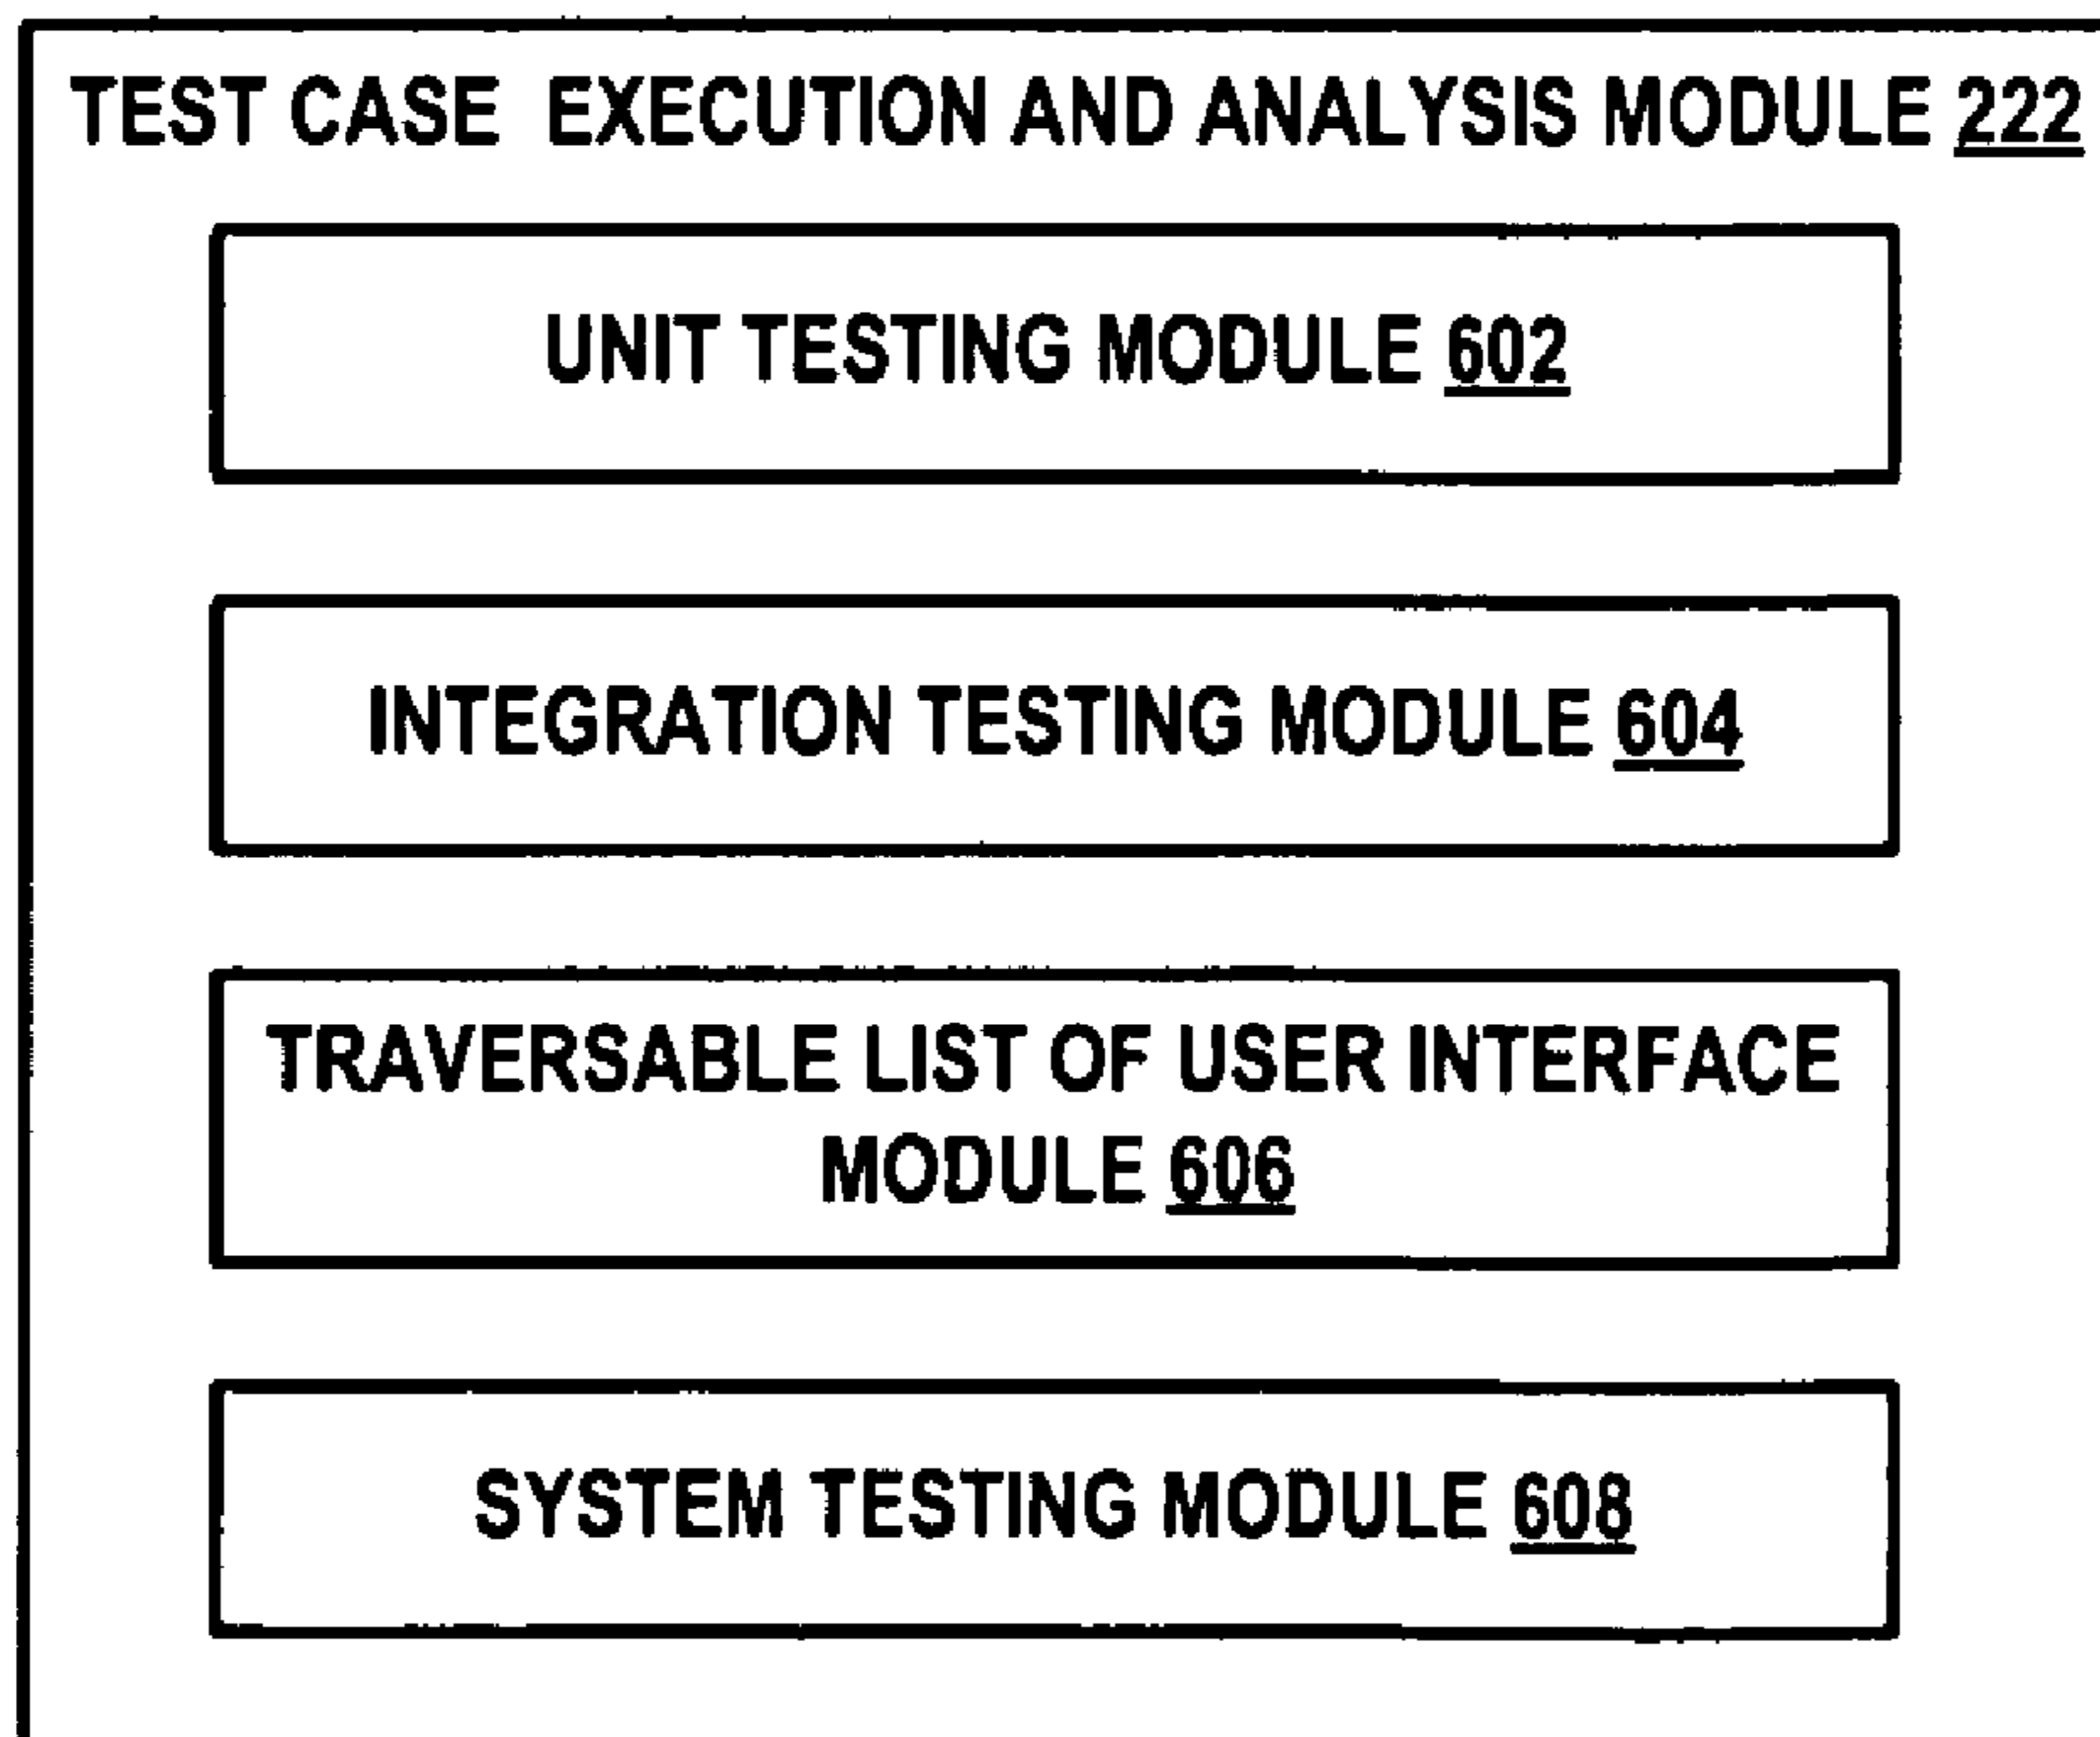 TEST CASE EXECUTION AND ANALYSIS MODULE 222
UNIT TESTING MODULE 602
INTEGRATION TESTING MODULE 604
TRAVERSABLE LIST OF USER INTERFACE
MODULE 606
SYSTEM TESTING MODULE 608